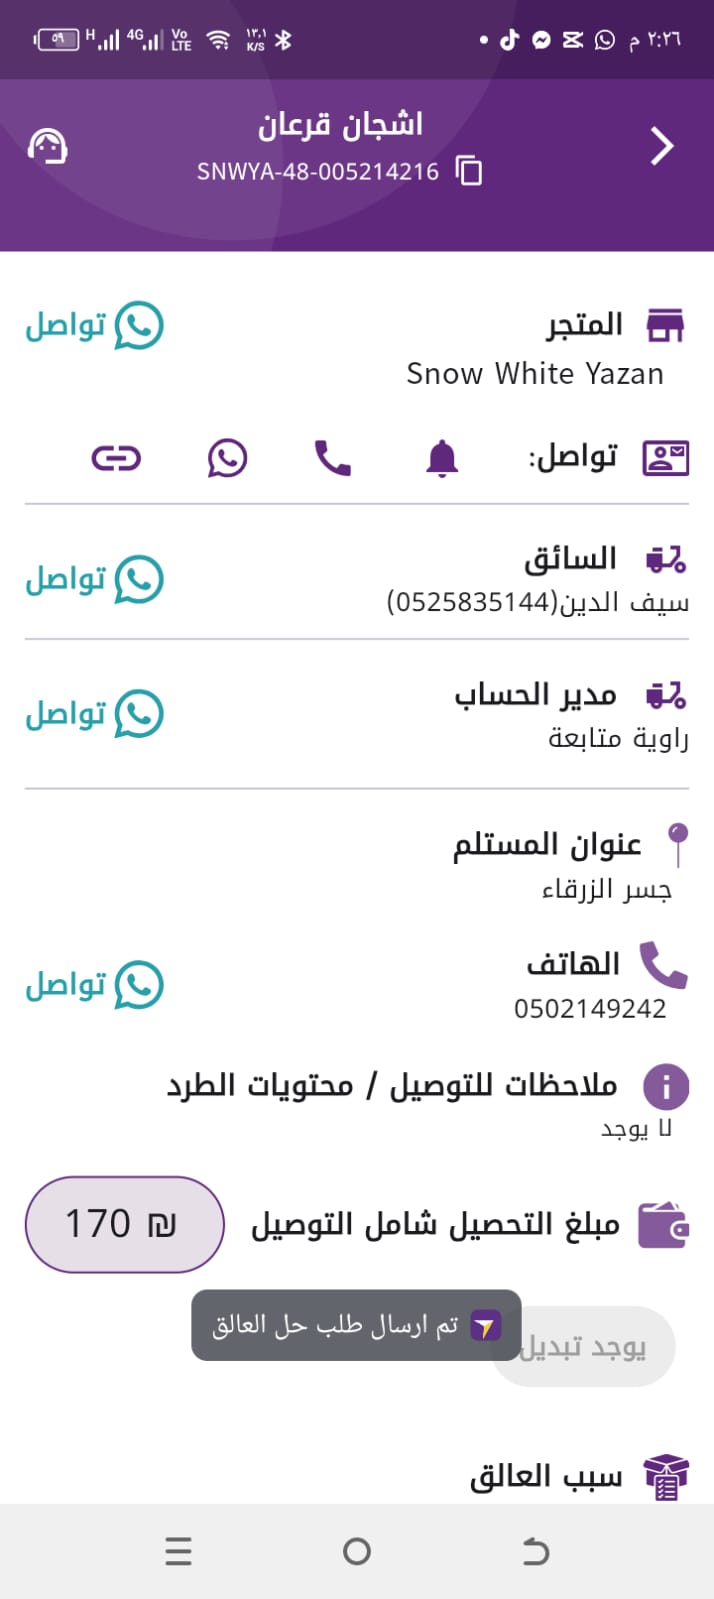 ٥٩ H 4G Vo LTE ١٣,١ K/S ٢:٢٦ م
اشجان قرعان
SNWYA-48-005214216
المتجر
تواصل
Snow White Yazan
تواصل:
السائق
تواصل
سيف الدين(0525835144)
مدير الحساب
تواصل
راوية متابعة
عنوان المستلم
جسر الزرقاء
الهاتف
تواصل
0502149242
ملاحظات للتوصيل / محتويات الطرد
لا يوجد
مبلغ التحصيل شامل التوصيل
170 ₪
تم ارسال طلب حل العالق
يوجد تبديل
سبب العالق